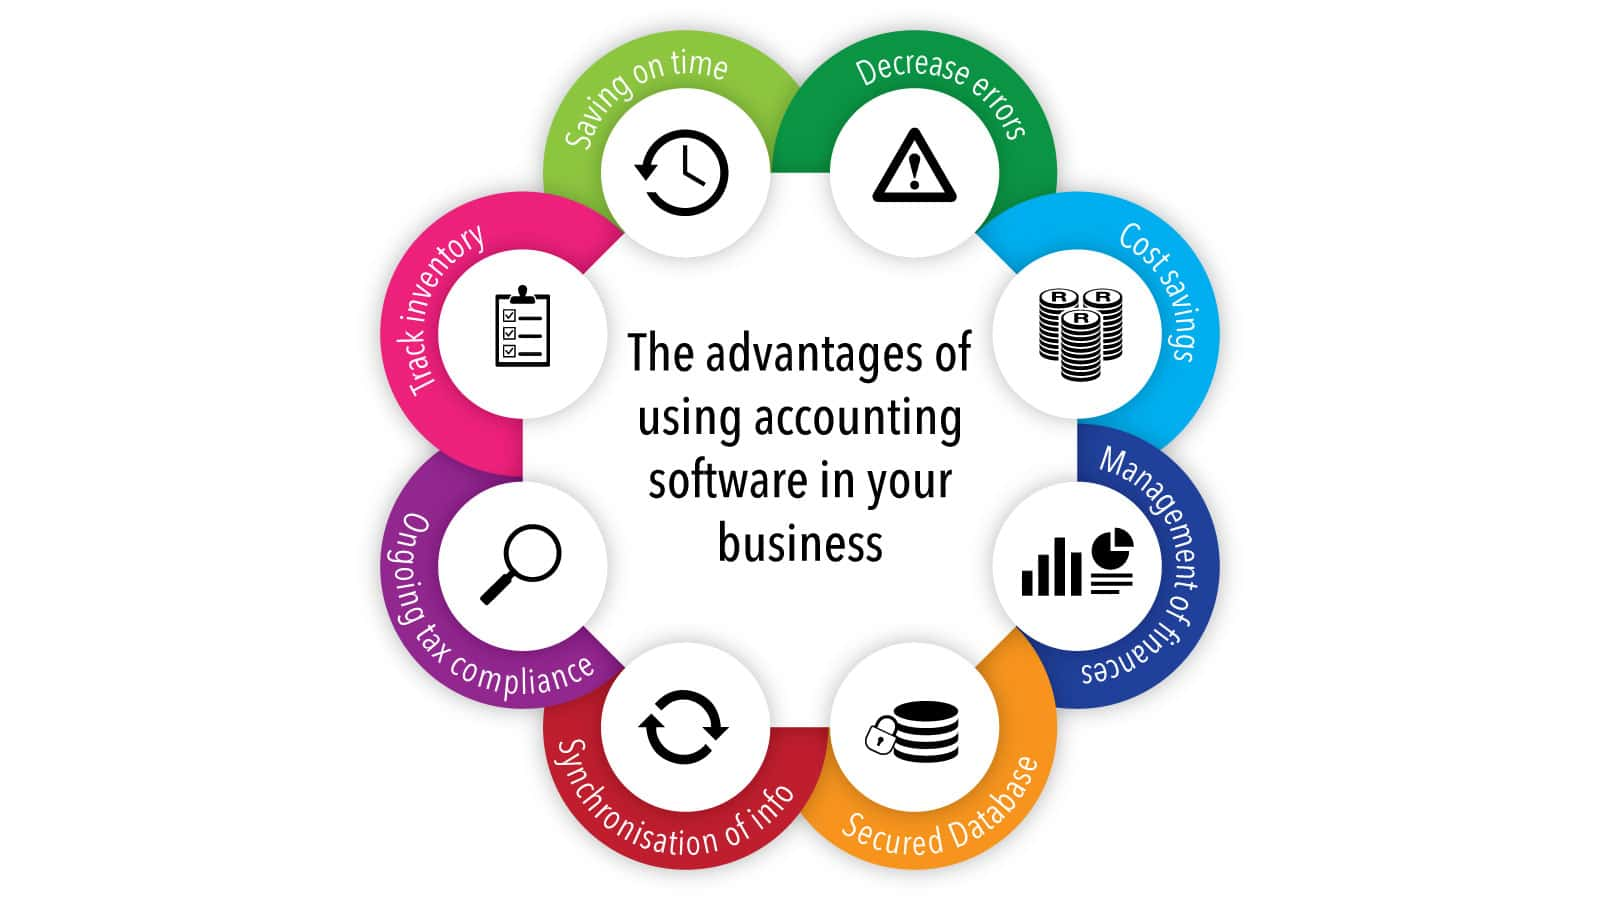 Saving on time
Decrease errors
Cost savings
R R
R
Management of finances
Secured Database
Synchronisation of info
Ongoing tax compliance
Track inventory
The advantages of
using accounting
software in your
business